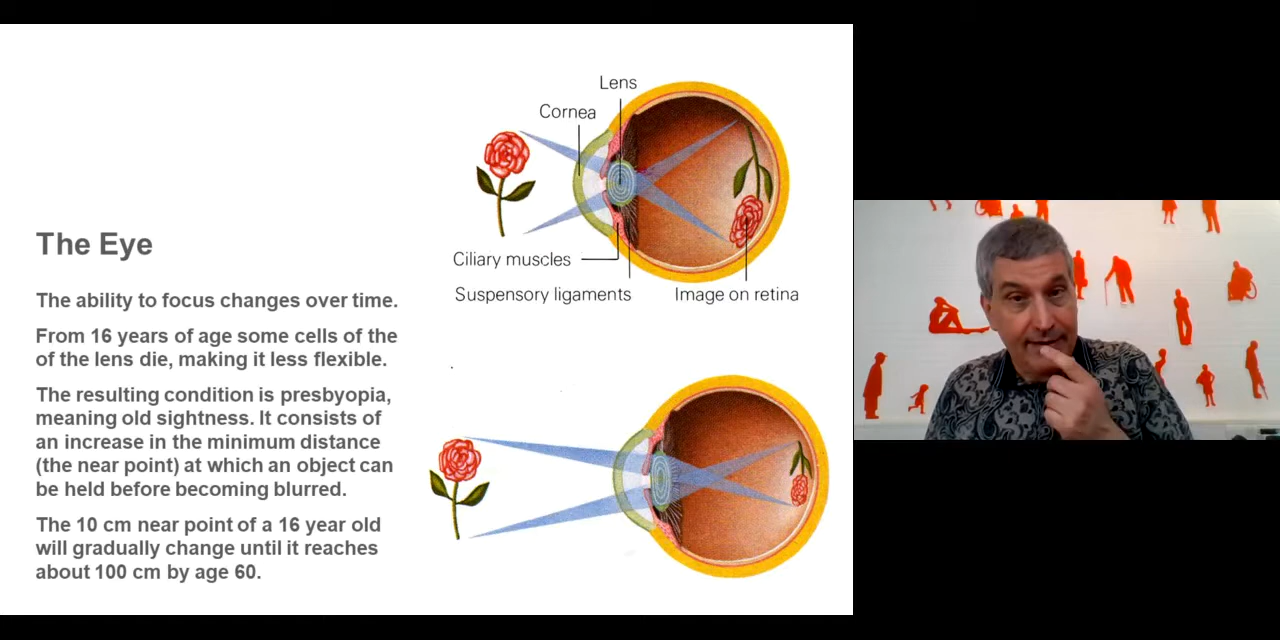 The Eye
The ability to focus changes over time.
From 16 years of age some cells of the
of the lens die, making it less flexible.
The resulting condition is presbyopia,
meaning old sightness. It consists of
an increase in the minimum distance
(the near point) at which an object can
be held before becoming blurred.
The 10 cm near point of a 16 year old
will gradually change until it reaches
about 100 cm by age 60.
Lens
Cornea
Ciliary muscles
Suspensory ligaments
Image on retina